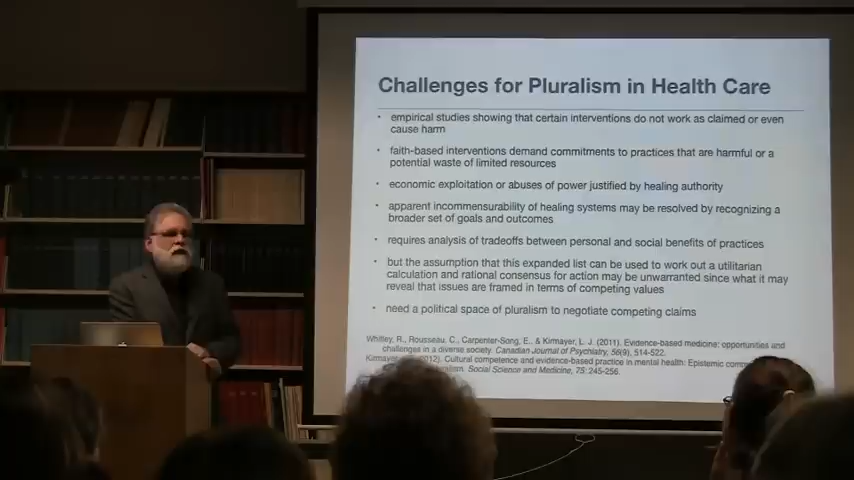 Challenges for Pluralism in Health Care
• empirical studies showing that certain interventions do not work as claimed or even
cause harm
• faith-based interventions demand commitments to practices that are harmful or a
potential waste of limited resources
• economic exploitation or abuses of power justified by healing authority
• apparent incommensurability of healing systems may be resolved by recognizing a
broader set of goals and outcomes
• requires analysis of tradeoffs between personal and social benefits of practices
• but the assumption that this expanded list can be used to work out a utilitarian
calculation and rational consensus for action may be unwarranted since what it may
reveal that issues are framed in terms of competing values
• need a political space of pluralism to negotiate competing claims
Whitley, R., Rousseau, C., Carpenter-Song, E., & Kirmayer, L. J. (2011). Evidence-based medicine: opportunities and
challenges in a diverse society. Canadian Journal of Psychiatry, 56(9), 514-522.
Kirmayer (2012). Cultural competence and evidence-based practice in mental health: Epistemic
Social Science and Medicine, 75: 249-256.